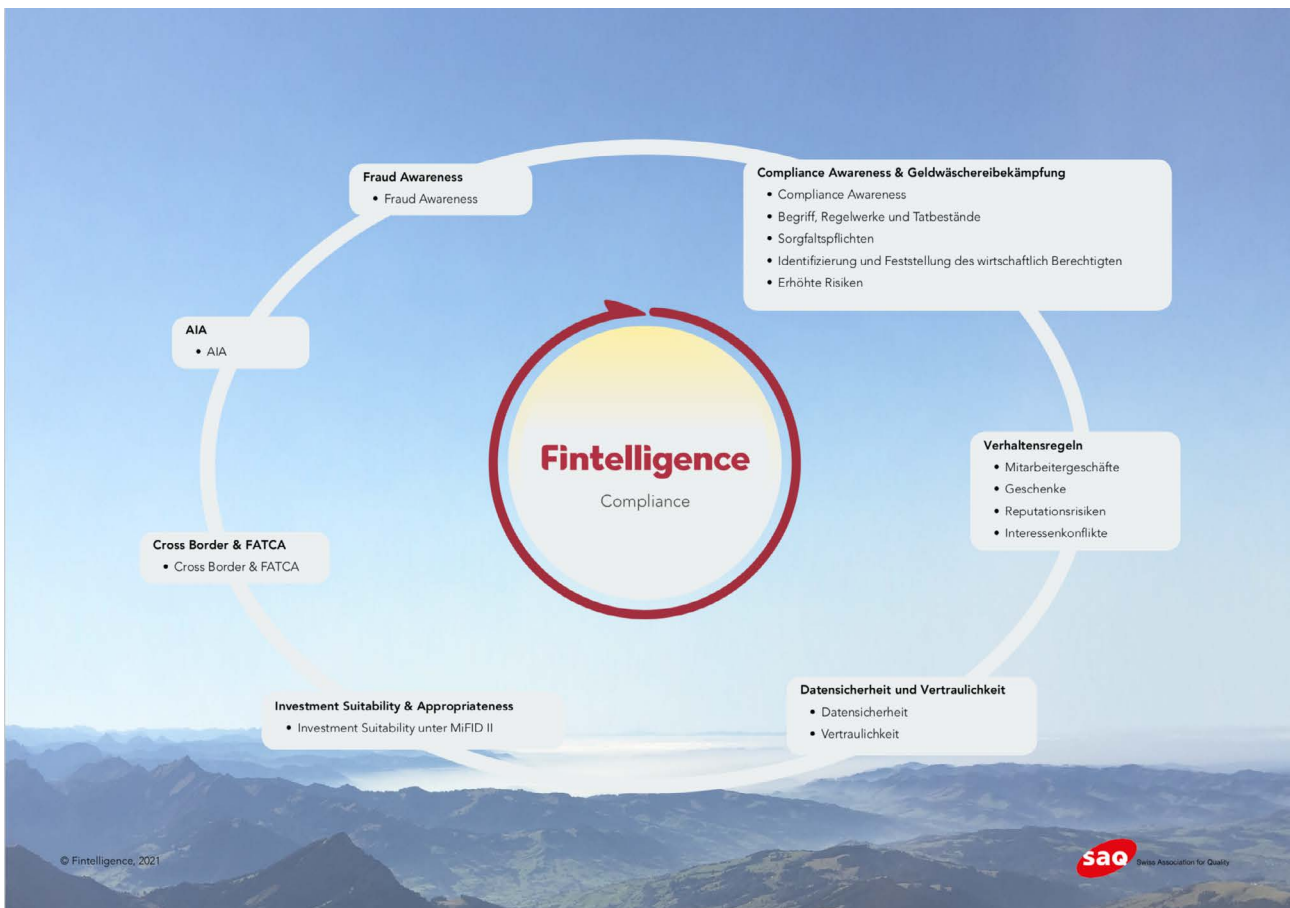 Fraud Awareness
• Fraud Awareness
Compliance Awareness & Geldwäschereibekämpfung
• Compliance Awareness
• Begriff, Regelwerke und Tatbestände
• Sorgfaltspflichten
• Identifizierung und Feststellung des wirtschaftlich Berechtigten
• Erhöhte Risiken
AIA
• AIA
Fintelligence
Compliance
Verhaltensregeln
• Mitarbeitergeschäfte
• Geschenke
• Reputationsrisiken
• Interessenkonflikte
Cross Border & FATCA
• Cross Border & FATCA
Investment Suitability & Appropriateness
• Investment Suitability unter MiFID II
Datensicherheit und Vertraulichkeit
• Datensicherheit
• Vertraulichkeit
© Fintelligence, 2021
saq Swiss Association for Quality